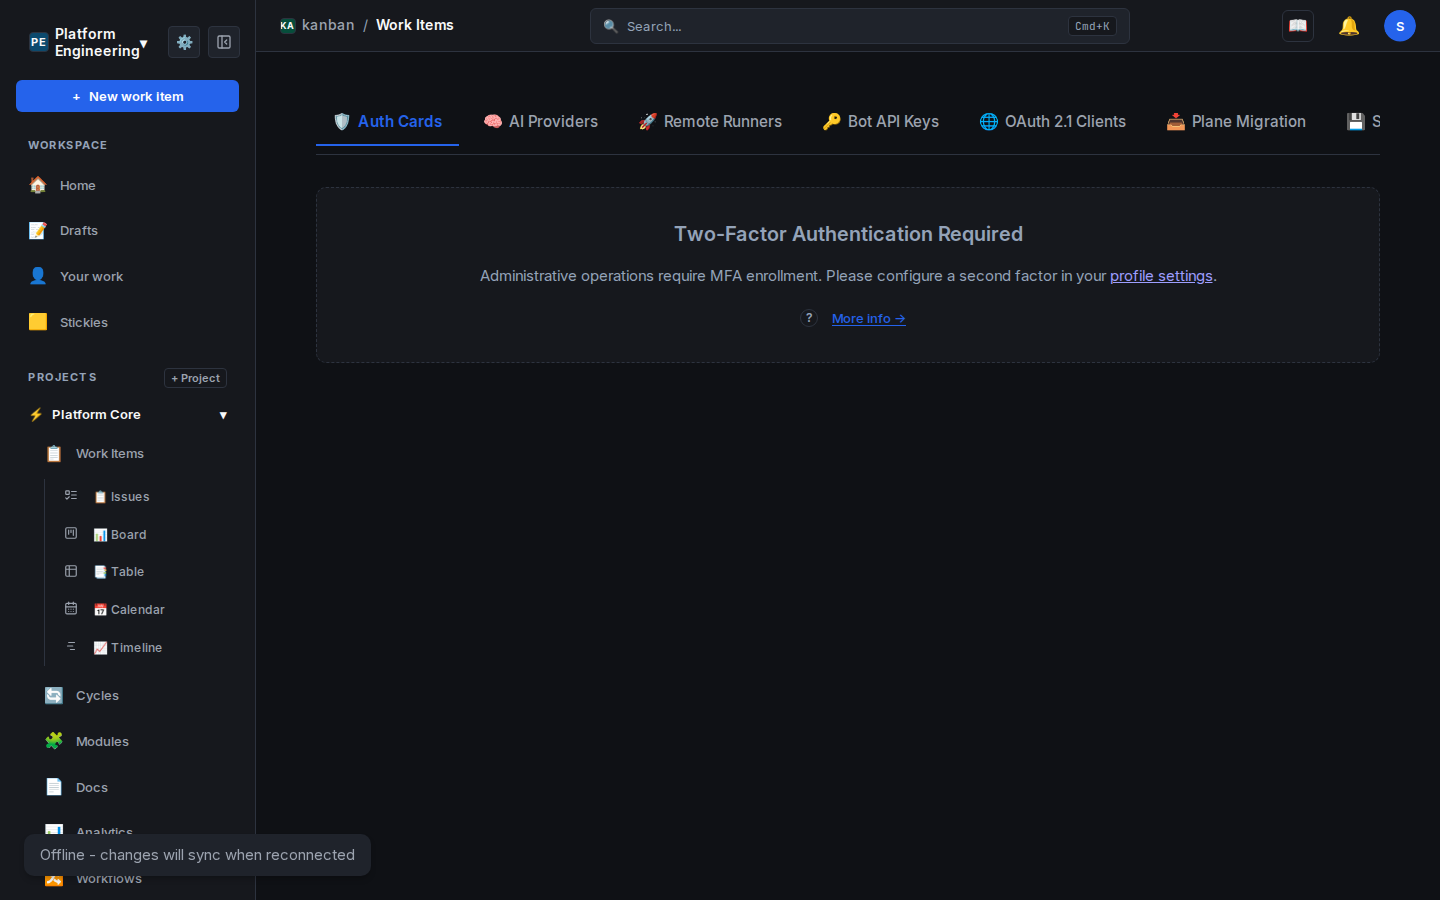 PE Platform Engineering ▾
+ New work item
WORKSPACE
Home
Drafts
Your work
Stickies
PROJECTS
+ Project
Platform Core ▾
Work Items
Issues
Board
Table
Calendar
Timeline
Cycles
Modules
Docs
Analytics
Workflows
Offline - changes will sync when reconnected
KA kanban / Work Items
Search...
Cmd+K
S
Auth Cards
AI Providers
Remote Runners
Bot API Keys
OAuth 2.1 Clients
Plane Migration
S
Two-Factor Authentication Required
Administrative operations require MFA enrollment. Please configure a second factor in your profile settings.
? More info →